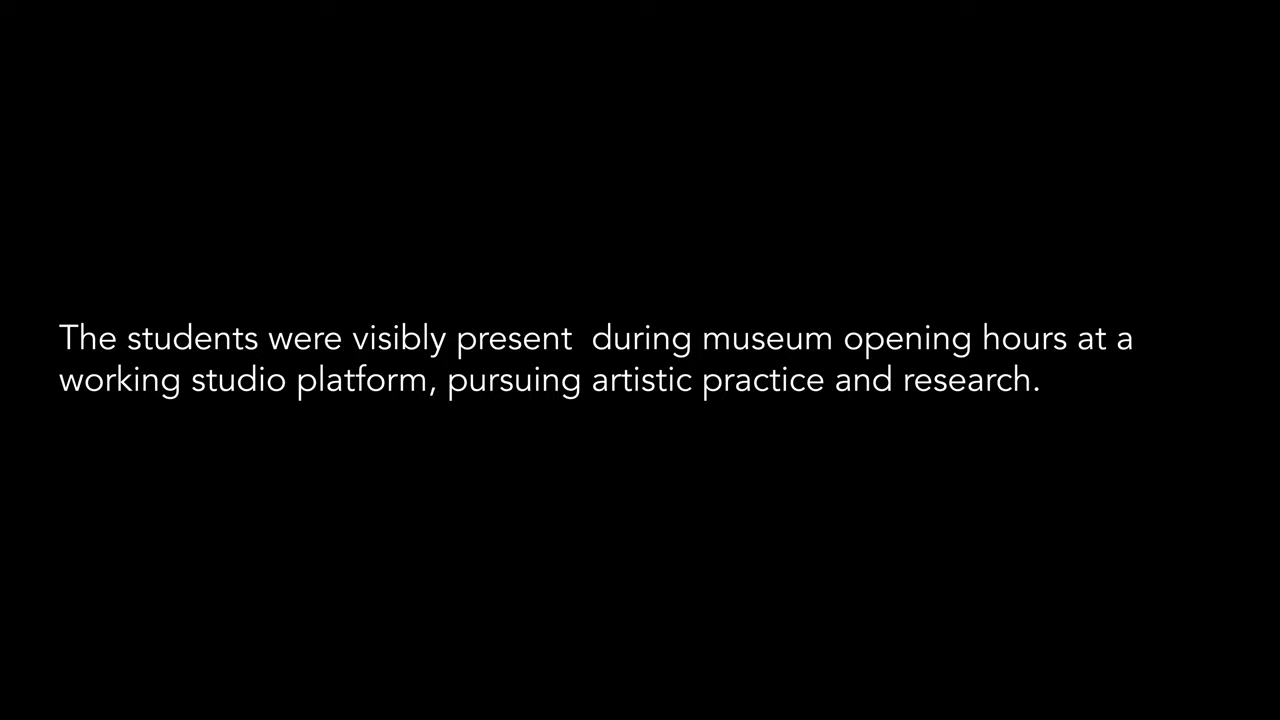 The students were visibly present  during museum opening hours at a
working studio platform, pursuing artistic practice and research.